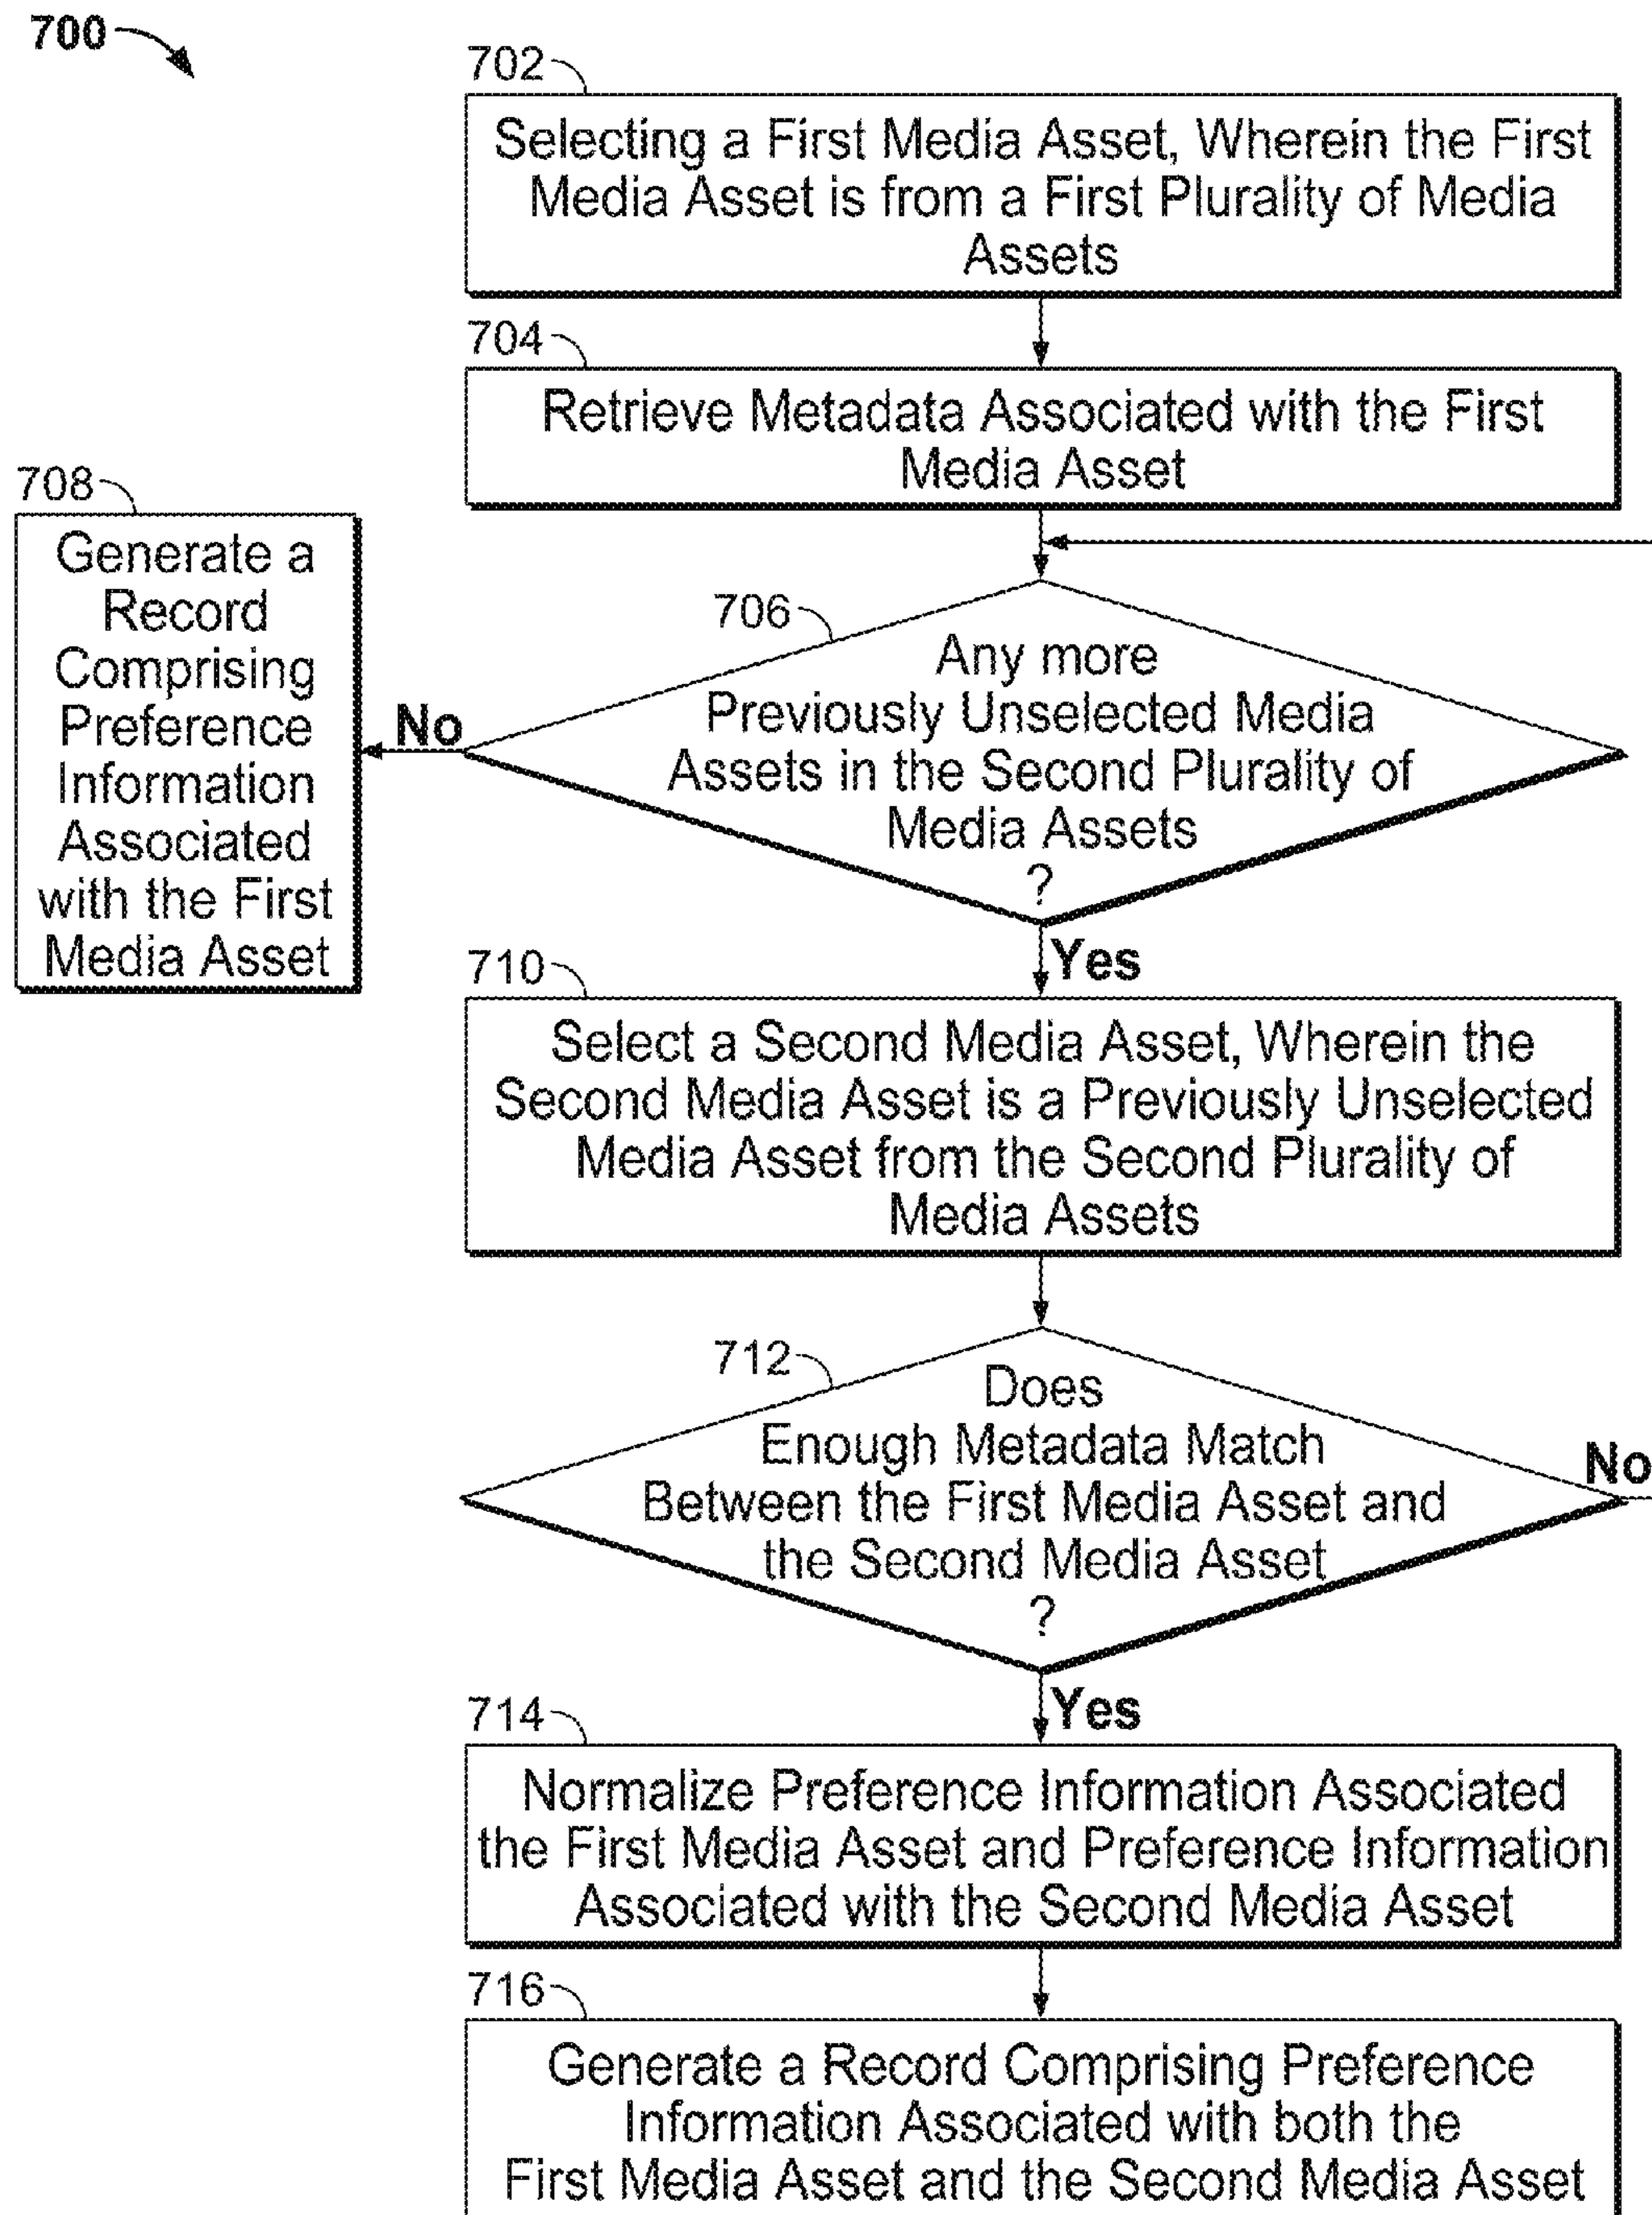 700
702
Selecting a First Media Asset, Wherein the First
Media Asset is from a First Plurality of Media
Assets
704
Retrieve Metadata Associated with the First
Media Asset
708
Generate a
Record
Comprising
Preference
Information
Associated
with the First
Media Asset
No
706
Any more
Previously Unselected Media
Assets in the Second Plurality of
Media Assets
?
Yes
710
Select a Second Media Asset, Wherein the
Second Media Asset is a Previously Unselected
Media Asset from the Second Plurality of
Media Assets
712
Does
Enough Metadata Match
Between the First Media Asset and
the Second Media Asset
?
No
Yes
714
Normalize Preference Information Associated
the First Media Asset and Preference Information
Associated with the Second Media Asset
716
Generate a Record Comprising Preference
Information Associated with both the
First Media Asset and the Second Media Asset